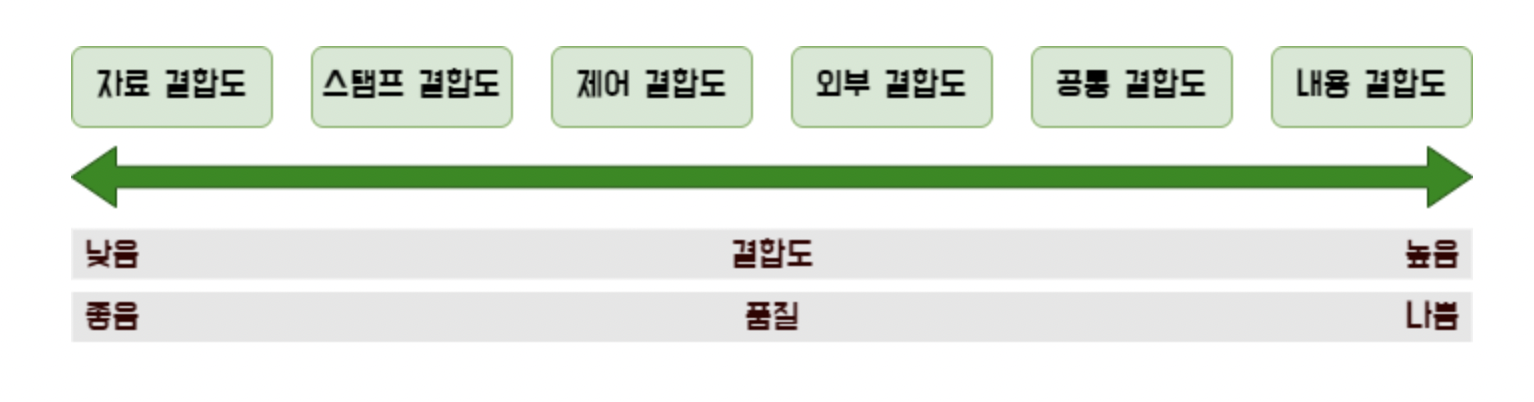 자료 결합도 스탬프 결합도 제어 결합도 외부 결합도 공통 결합도 내용 결합도
낮음 결합도 높음
좋음 품질 나쁨